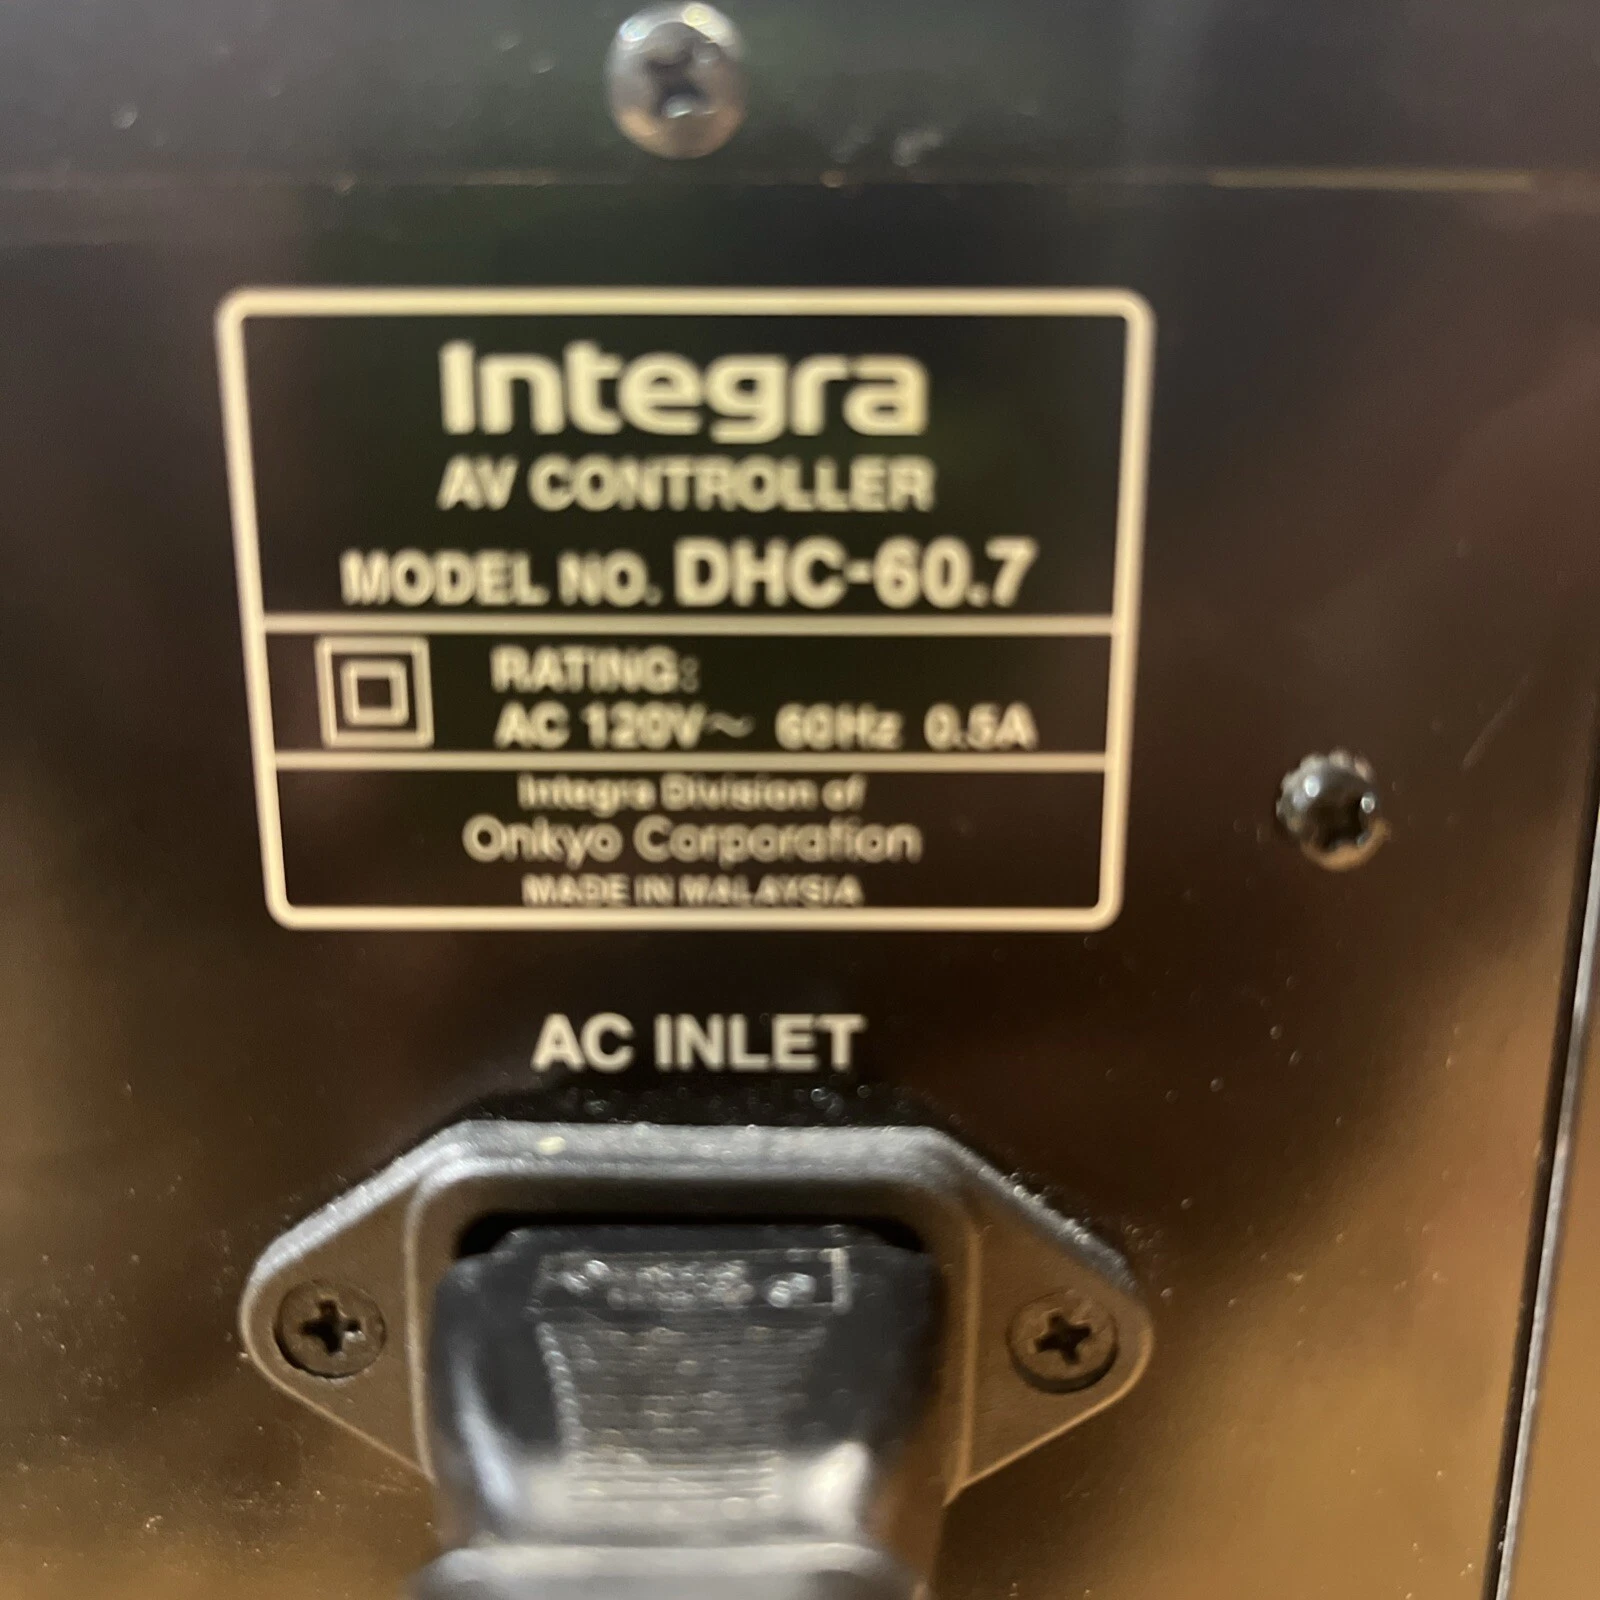 Integra
AV CONTROLLER
MODEL NO. DHC-60.7
RATING:
AC 120V~ 60Hz 0.5A
Integra Division of
Onkyo Corporation
MADE IN MALAYSIA
AC INLET